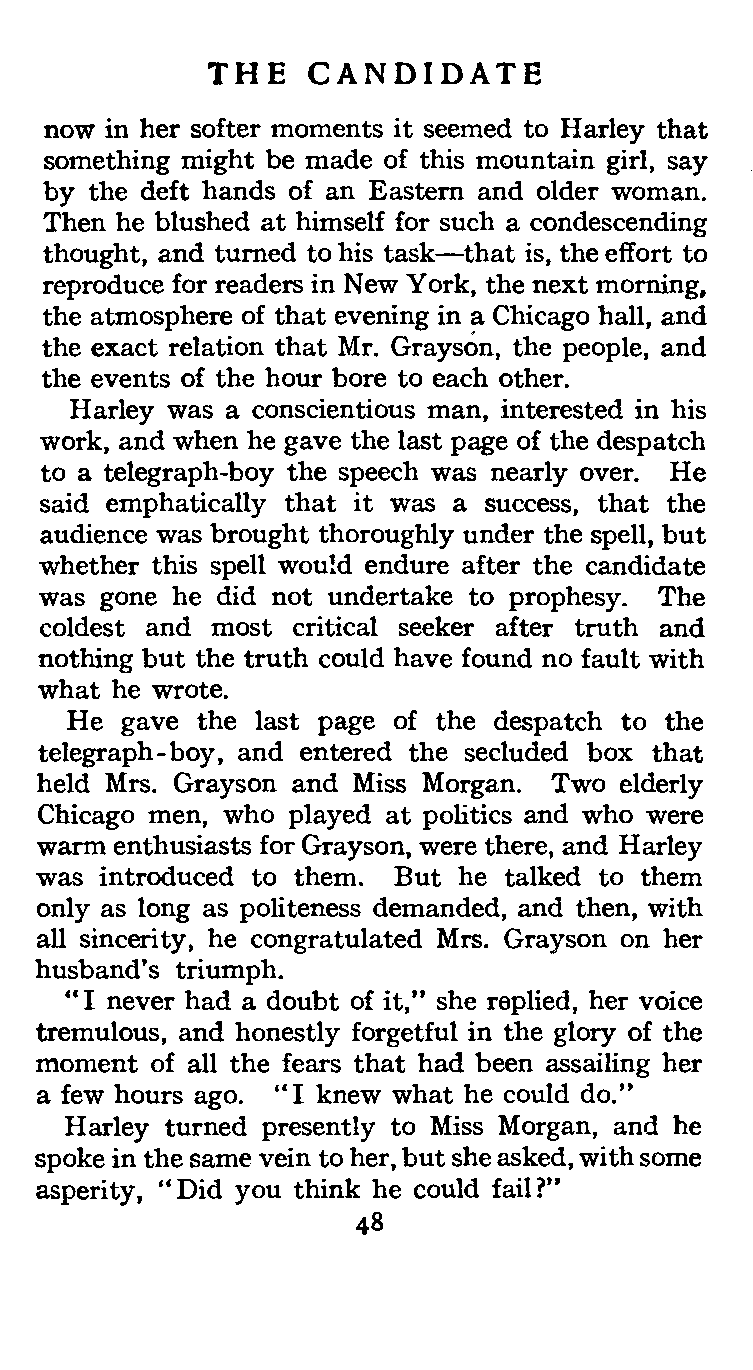 THE CANDIDATE
now in her softer moments it seemed to Harley that
something might be made of this mountain girl, say
by the deft hands of an Eastern and older woman.
Then he blushed at himself for such a condescending
thought, and turned to his task—that is, the effort to
reproduce for readers in New York, the next morning,
the atmosphere of that evening in a Chicago hall, and
the exact relation that Mr. Grayson, the people, and
the events of the hour bore to each other.
Harley was a conscientious man, interested in his
work, and when he gave the last page of the despatch
to a telegraph-boy the speech was nearly over. He
said emphatically that it was a success, that the
audience was brought thoroughly under the spell, but
whether this spell would endure after the candidate
was gone he did not undertake to prophesy. The
coldest and most critical seeker after truth and
nothing but the truth could have found no fault with
what he wrote.
He gave the last page of the despatch to the
telegraph-boy, and entered the secluded box that
held Mrs. Grayson and Miss Morgan. Two elderly
Chicago men, who played at politics and who were
warm enthusiasts for Grayson, were there, and Harley
was introduced to them. But he talked to them
only as long as politeness demanded, and then, with
all sincerity, he congratulated Mrs. Grayson on her
husband's triumph.
"I never had a doubt of it," she replied, her voice
tremulous, and honestly forgetful in the glory of the
moment of all the fears that had been assailing her
a few hours ago. "I knew what he could do."
Harley turned presently to Miss Morgan, and he
spoke in the same vein to her, but she asked, with some
asperity, "Did you think he could fail?"
48